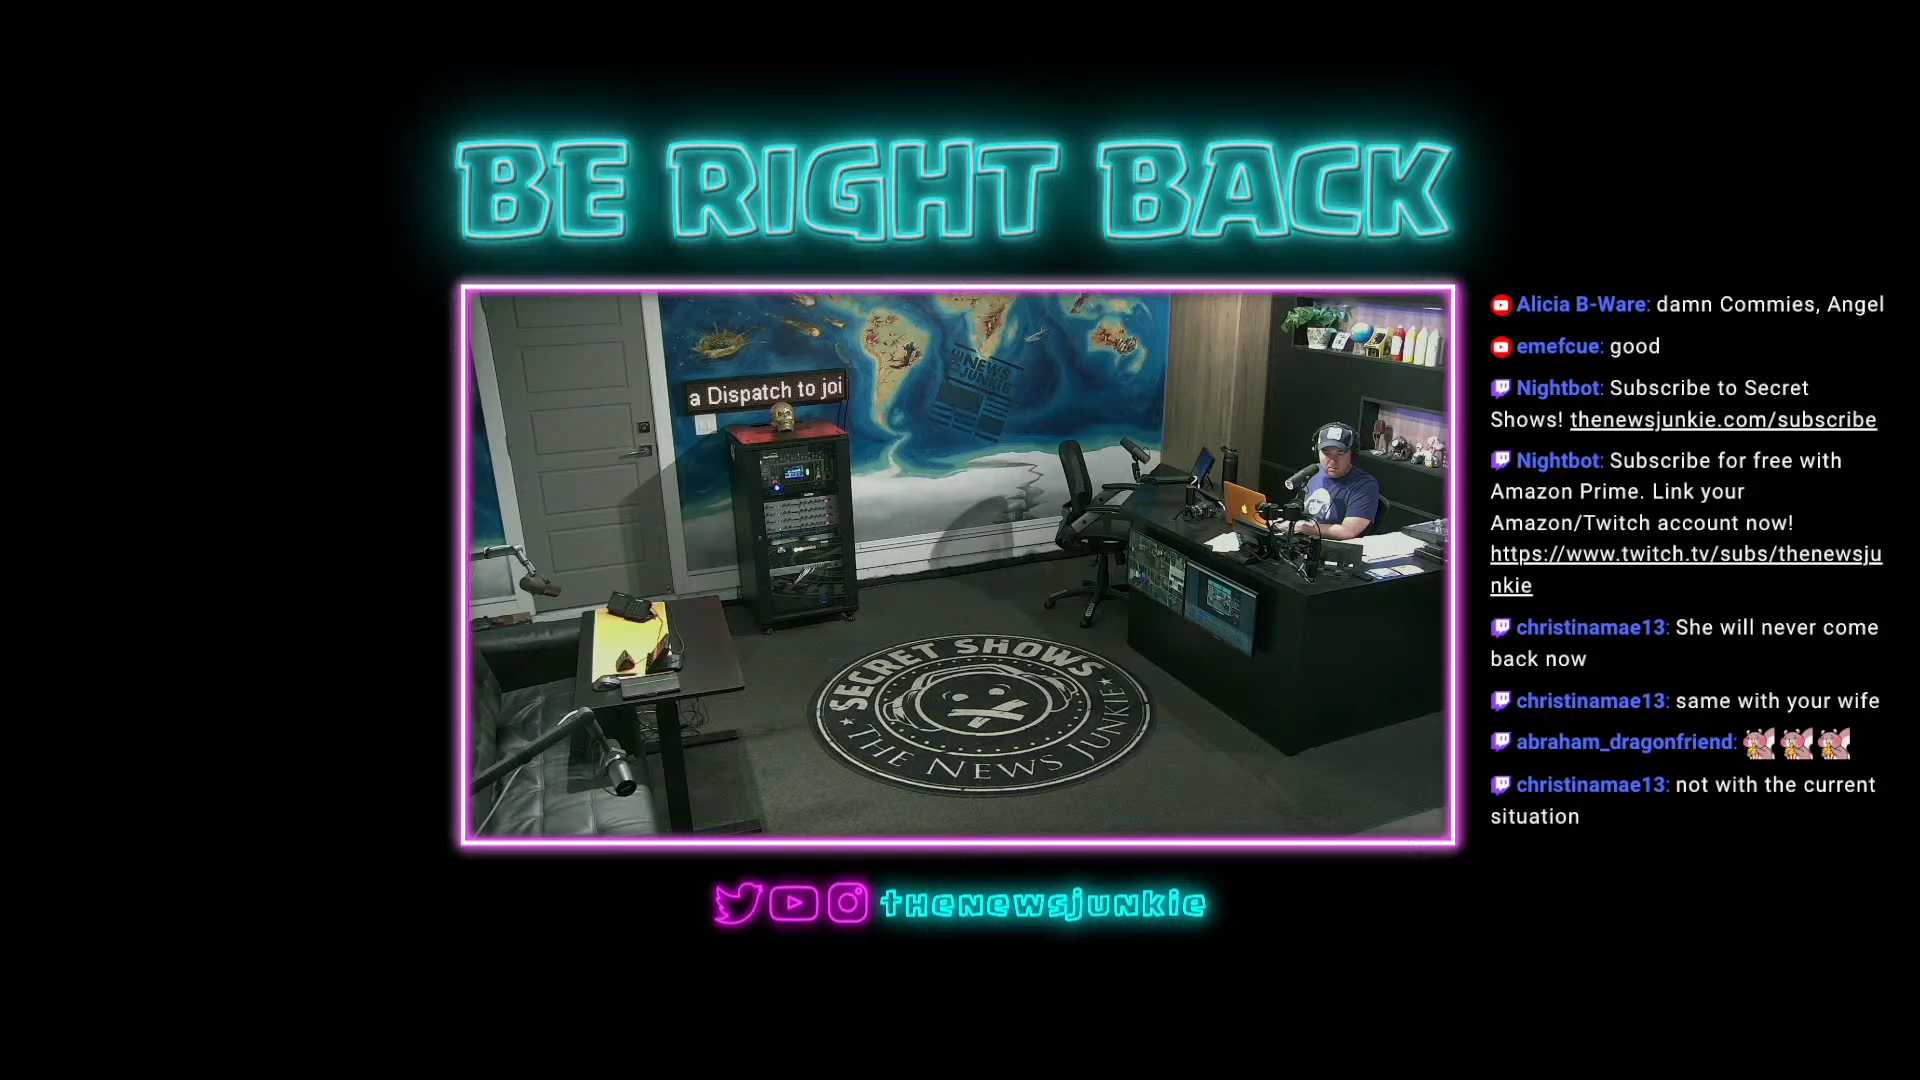 BE RIGHT BACK
a Dispatch to joi
THE NEWS
JUNKIE
SECRET SHOWS
THE NEWS JUNKIE
Alicia B-Ware: damn Commies, Angel
emefcue: good
Nightbot: Subscribe to Secret
Shows! thenewsjunkie.com/subscribe
Nightbot: Subscribe for free with
Amazon Prime. Link your
Amazon/Twitch account now!
https://www.twitch.tv/subs/thenewsju
nkie
christinamae13: She will never come
back now
christinamae13: same with your wife
abraham_dragonfriend:
christinamae13: not with the current
situation
thenewsjunkie